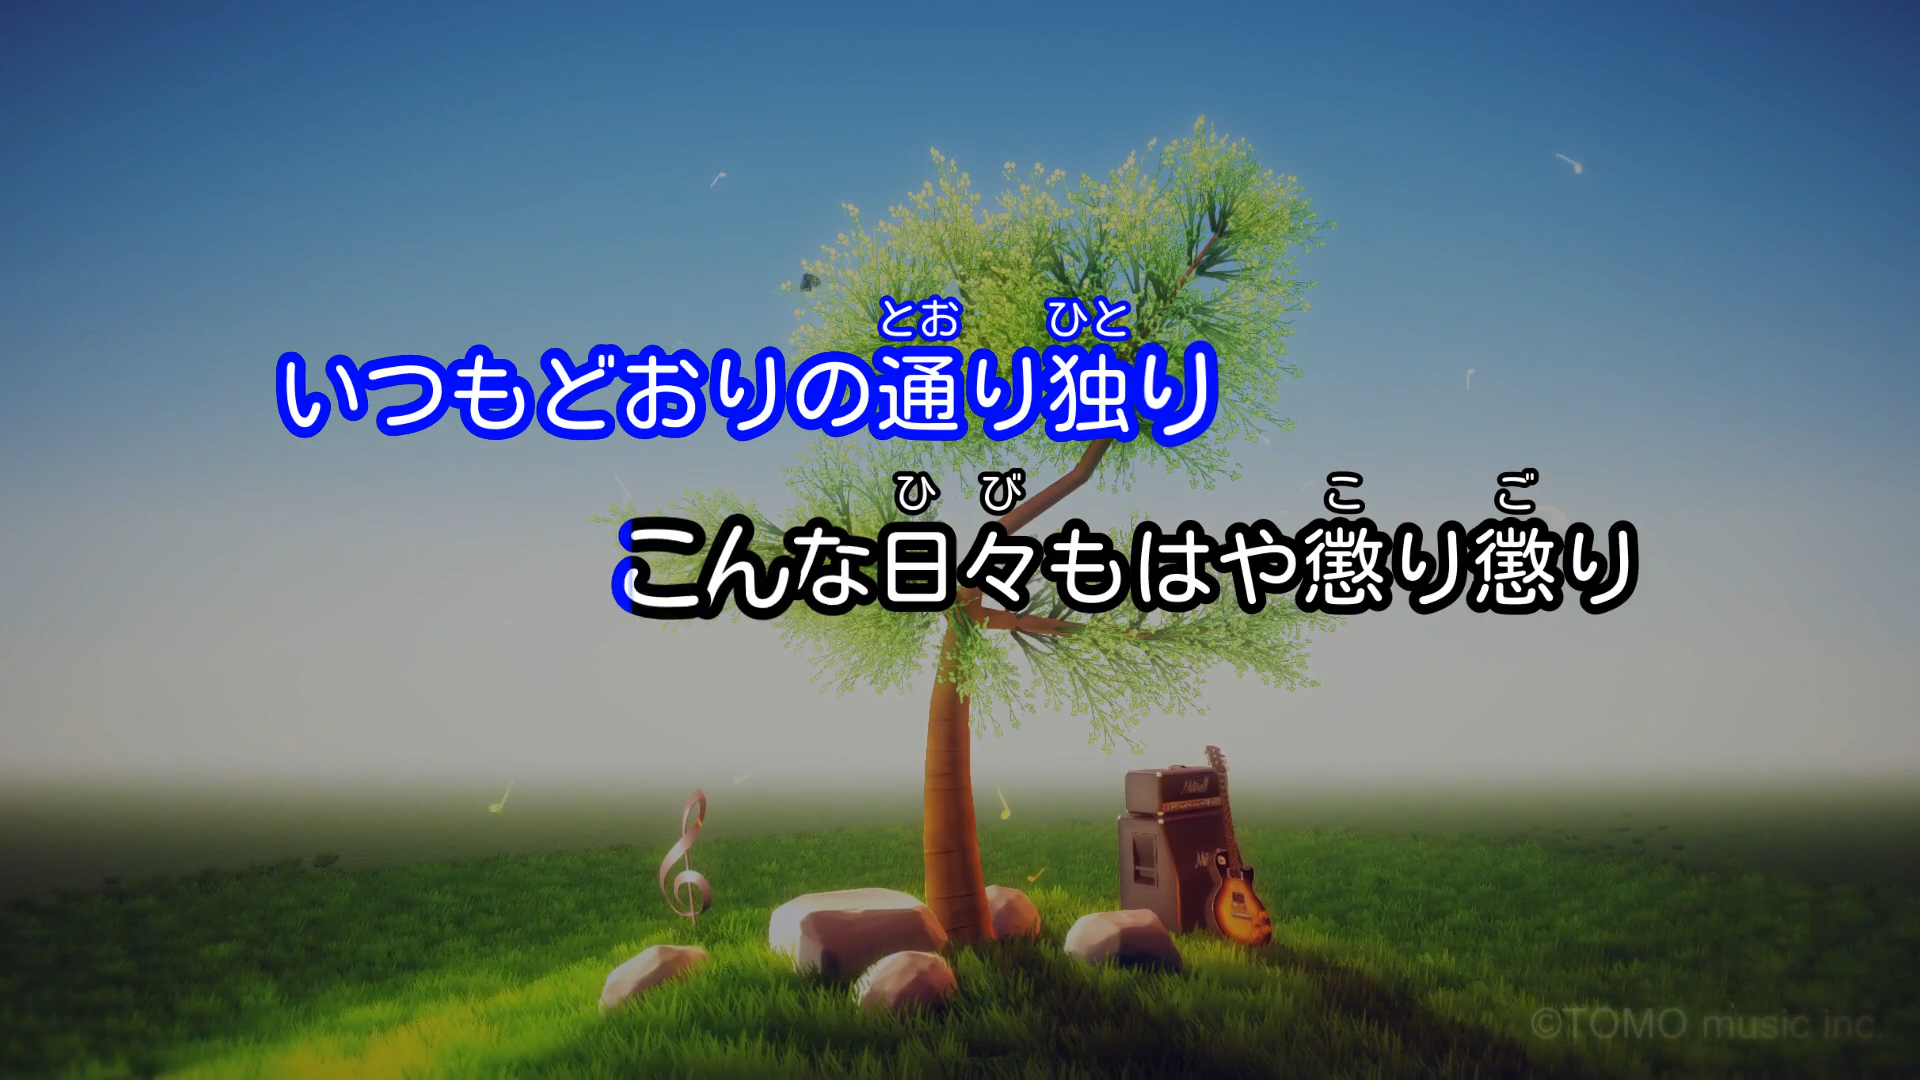 とお ひと
いつもどおりの通り独り
ひ び こ ご
こんな日々もはや懲り懲り
©TOMO music inc.